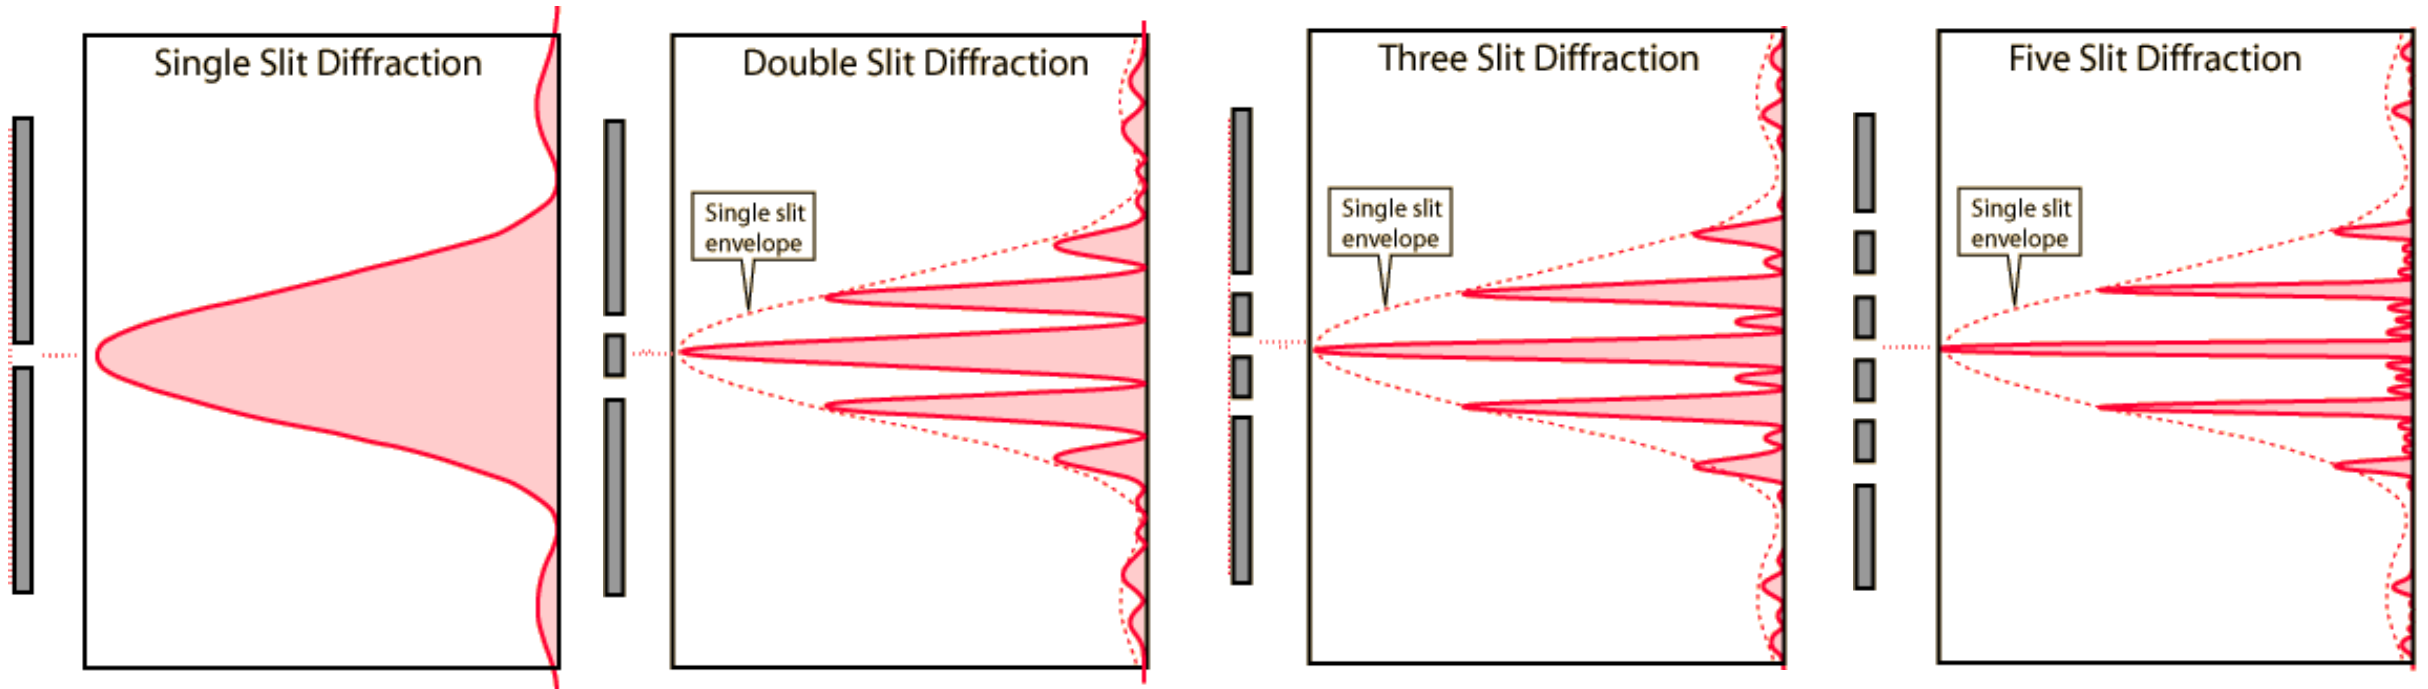 Single Slit Diffraction
Double Slit Diffraction
Single slit
envelope
Three Slit Diffraction
Single slit
envelope
Five Slit Diffraction
Single slit
envelope